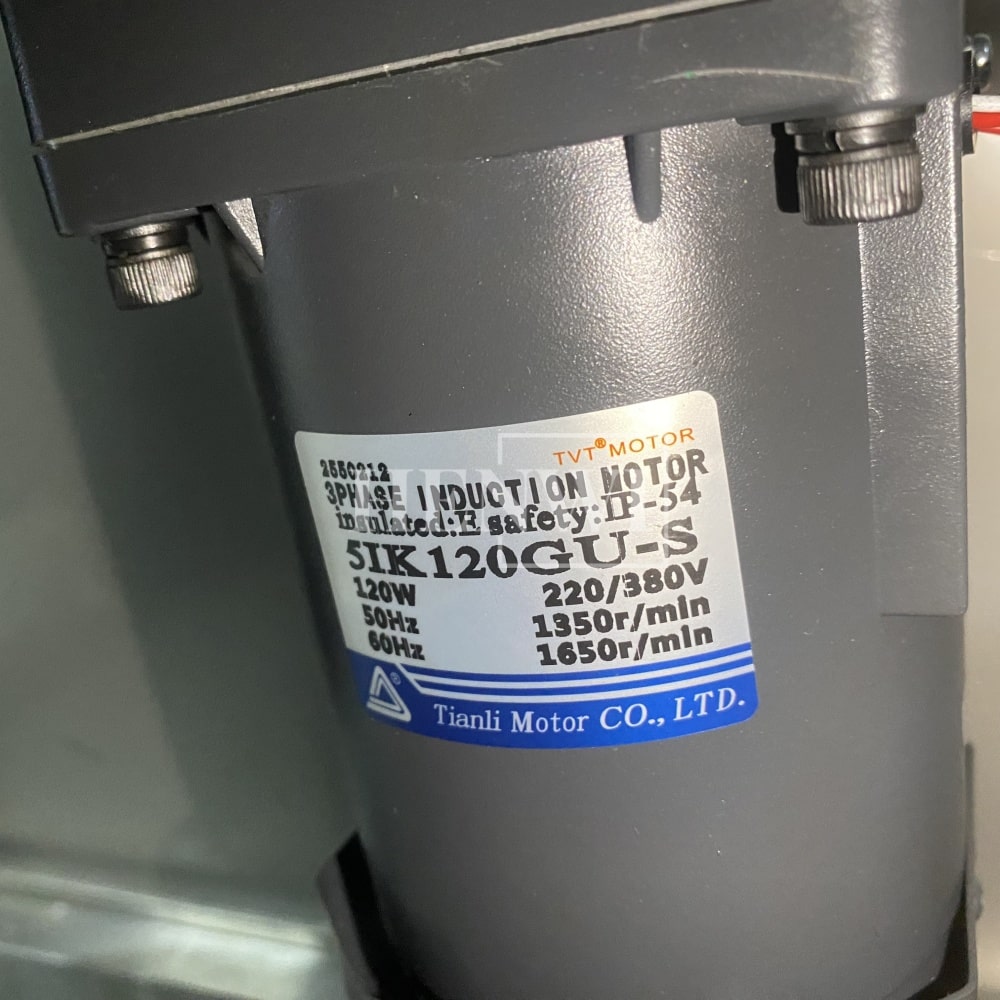 TVT® MOTOR
2550212
3PHASE INDUCTION MOTOR
insulated:E safety:IP-54
5IK120GU-S
120W 220/380V
50Hz 1350r/min
60Hz 1650r/min
® Tianli Motor CO., LTD.